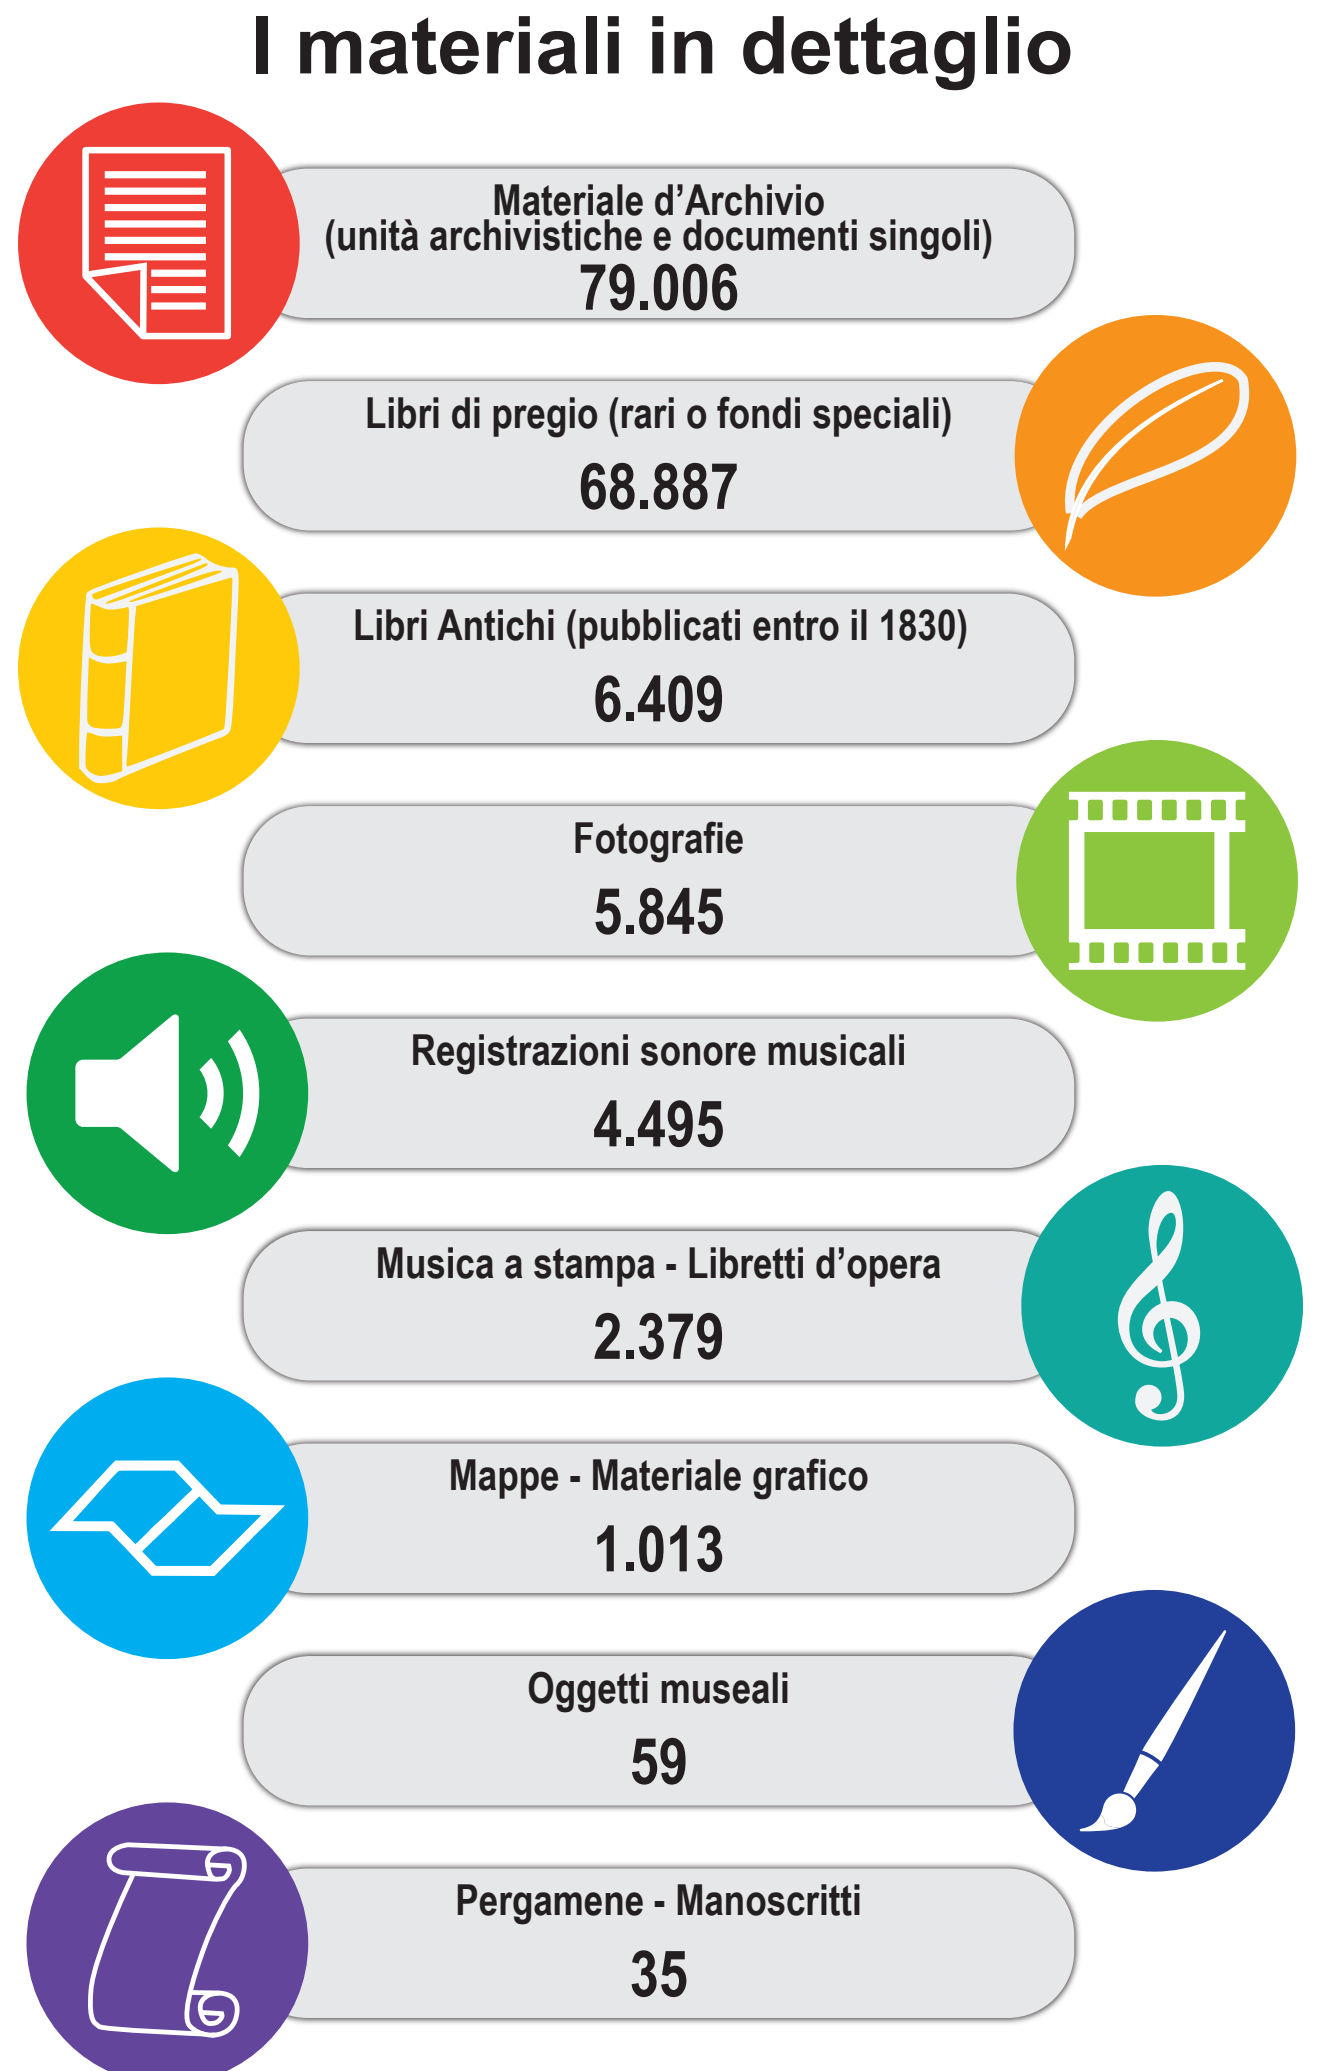 I materiali in dettaglio
Materiale d’Archivio
(unità archivistiche e documenti singoli)
79.006
Libri di pregio (rari o fondi speciali)
68.887
Libri Antichi (pubblicati entro il 1830)
6.409
Fotografie
5.845
Registrazioni sonore musicali
4.495
Musica a stampa - Libretti d’opera
2.379
Mappe - Materiale grafico
1.013
Oggetti museali
59
Pergamene - Manoscritti
35